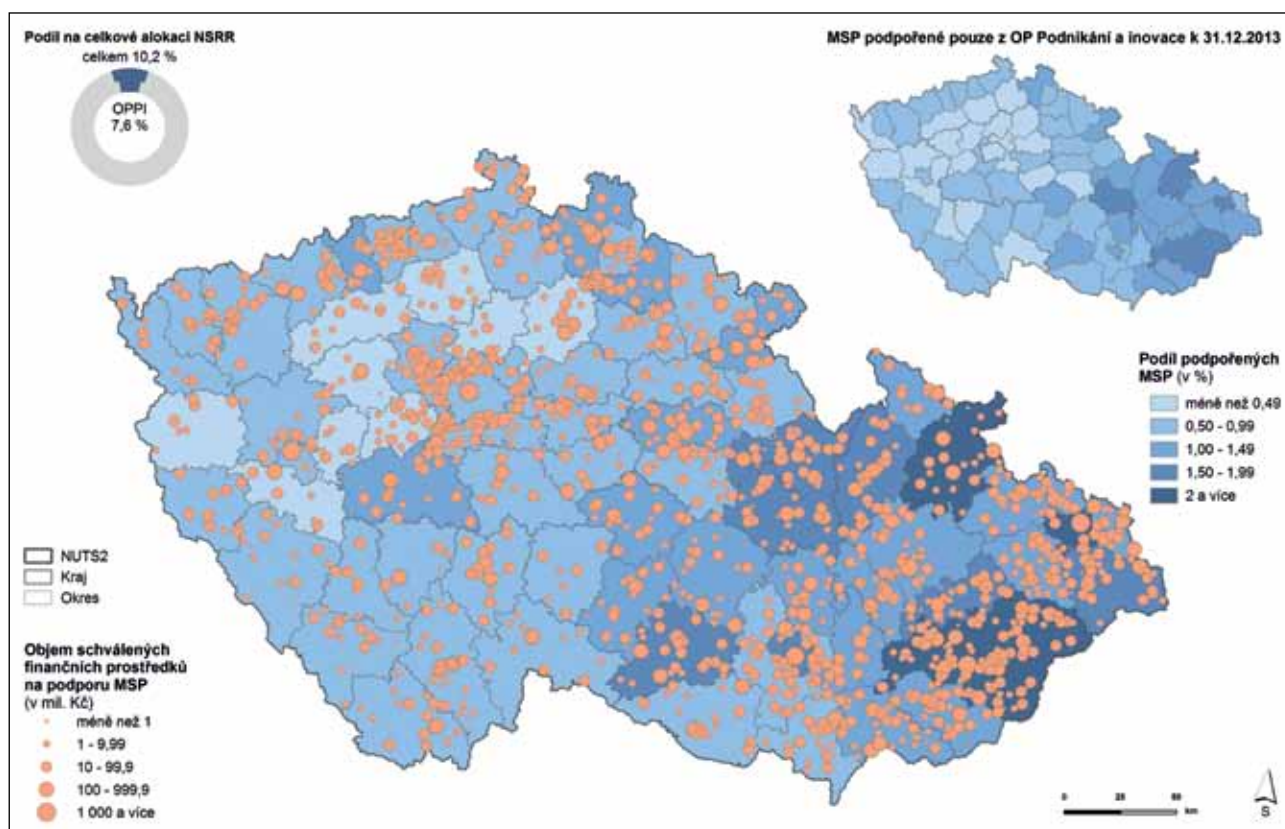 Podíl na celkové alokaci NSRR
celkem 10,2 %
OPPI
7,6 %
MSP podpořené pouze z OP Podnikání a inovace k 31.12.2013
Podíl podpořených
MSP (v %)
méně než 0,49
0,50 - 0,99
1,00 - 1,49
1,50 - 1,99
2 a více
NUTS2
Kraj
Okres
Objem schválených
finančních prostředků
na podporu MSP
(v mil. Kč)
méně než 1
1 - 9,99
10 - 99,9
100 - 999,9
1 000 a více
0 25 50
km
S